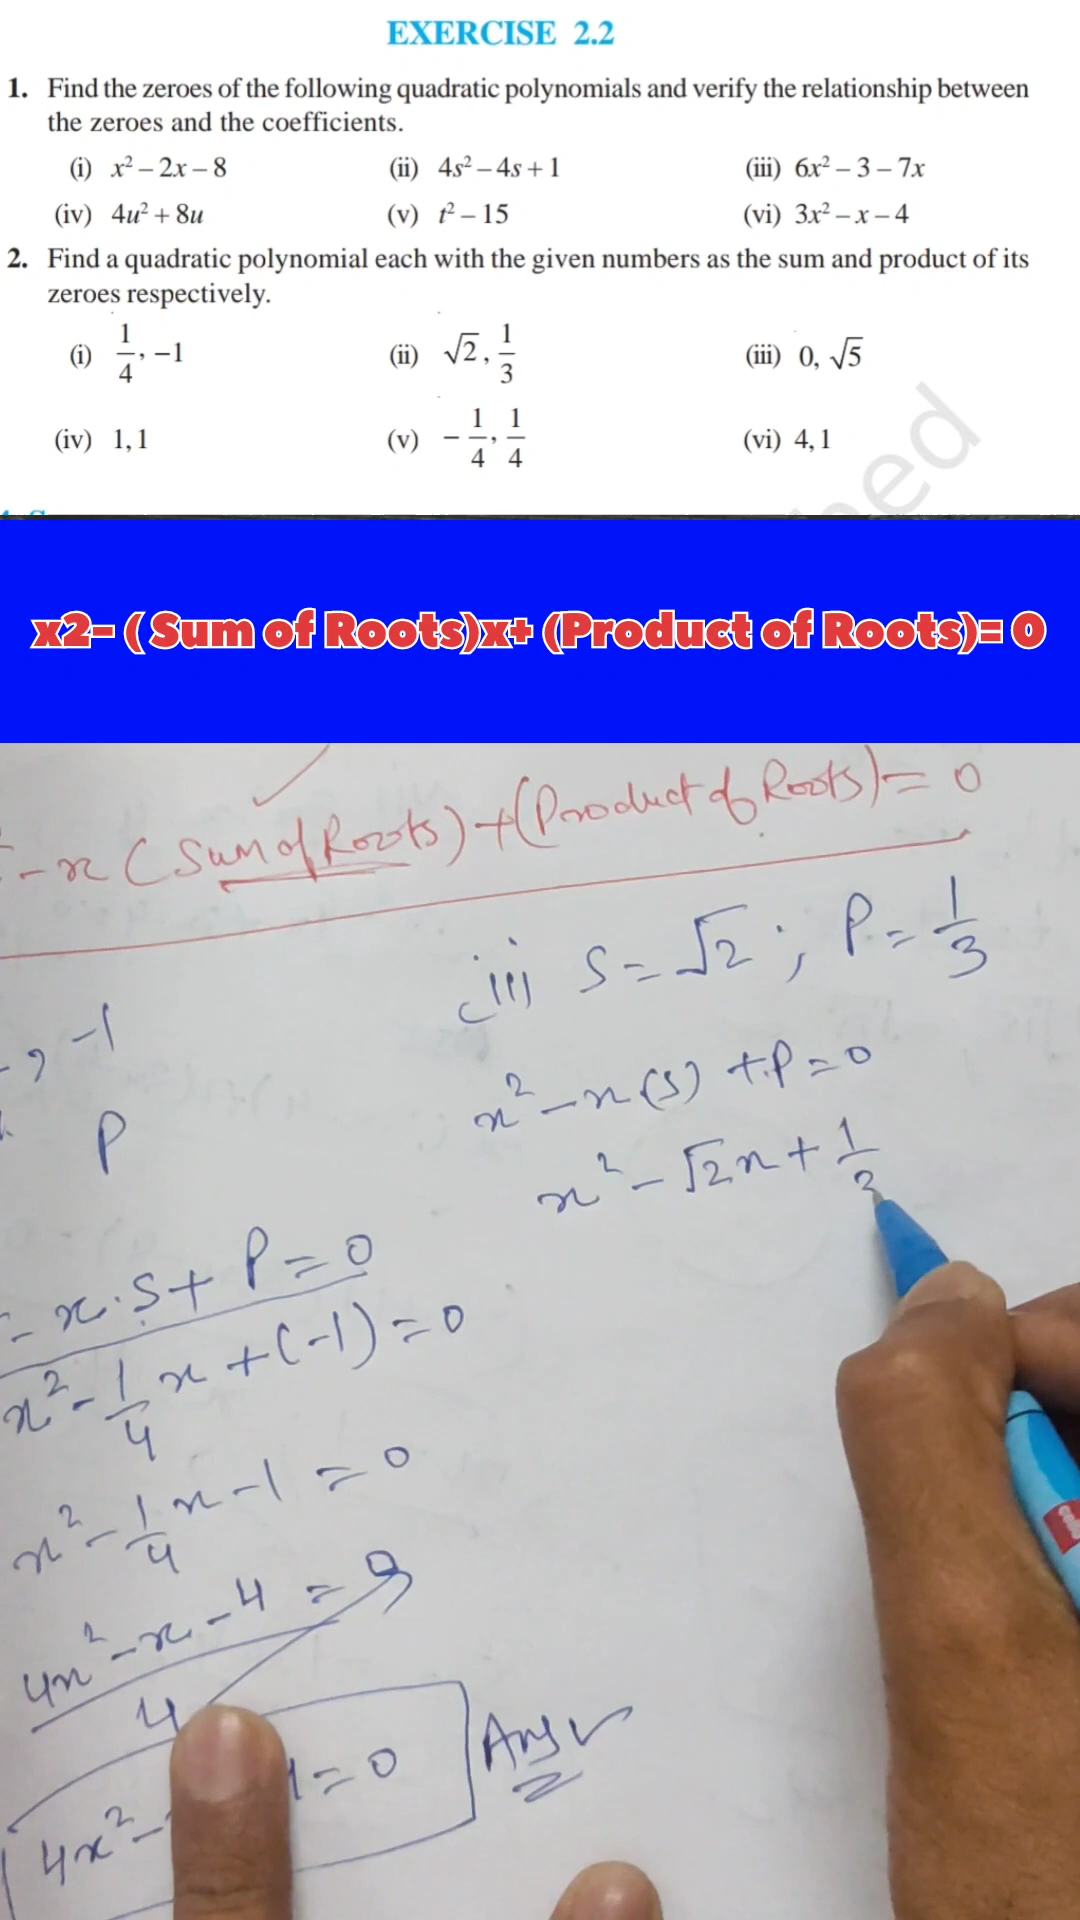 EXERCISE 2.2
1. Find the zeroes of the following quadratic polynomials and verify the relationship between
the zeroes and the coefficients.
(i) x² – 2x – 8 (ii) 4s² – 4s + 1 (iii) 6x² – 3 – 7x
(iv) 4u² + 8u (v) t² – 15 (vi) 3x² – x – 4
2. Find a quadratic polynomial each with the given numbers as the sum and product of its
zeroes respectively.
(i) 1/4, –1 (ii) √2, 1/3 (iii) 0, √5
(iv) 1, 1 (v) –1/4, 1/4 (vi) 4, 1
x2-(Sum of Roots)x+ (Product of Roots)= 0
- x (Sum of Roots) + (Product of Roots) = 0
(ii) S = √2 ; P = 1/3
, -1
x² - x(S) + P = 0
P
x² - √2x + 1/3
- x.S + P = 0
x² - 1/4 x + (-1) = 0
x² - 1/4 x - 1 = 0
4x² - x - 4 = 0
4
4x² - = 0 Ans